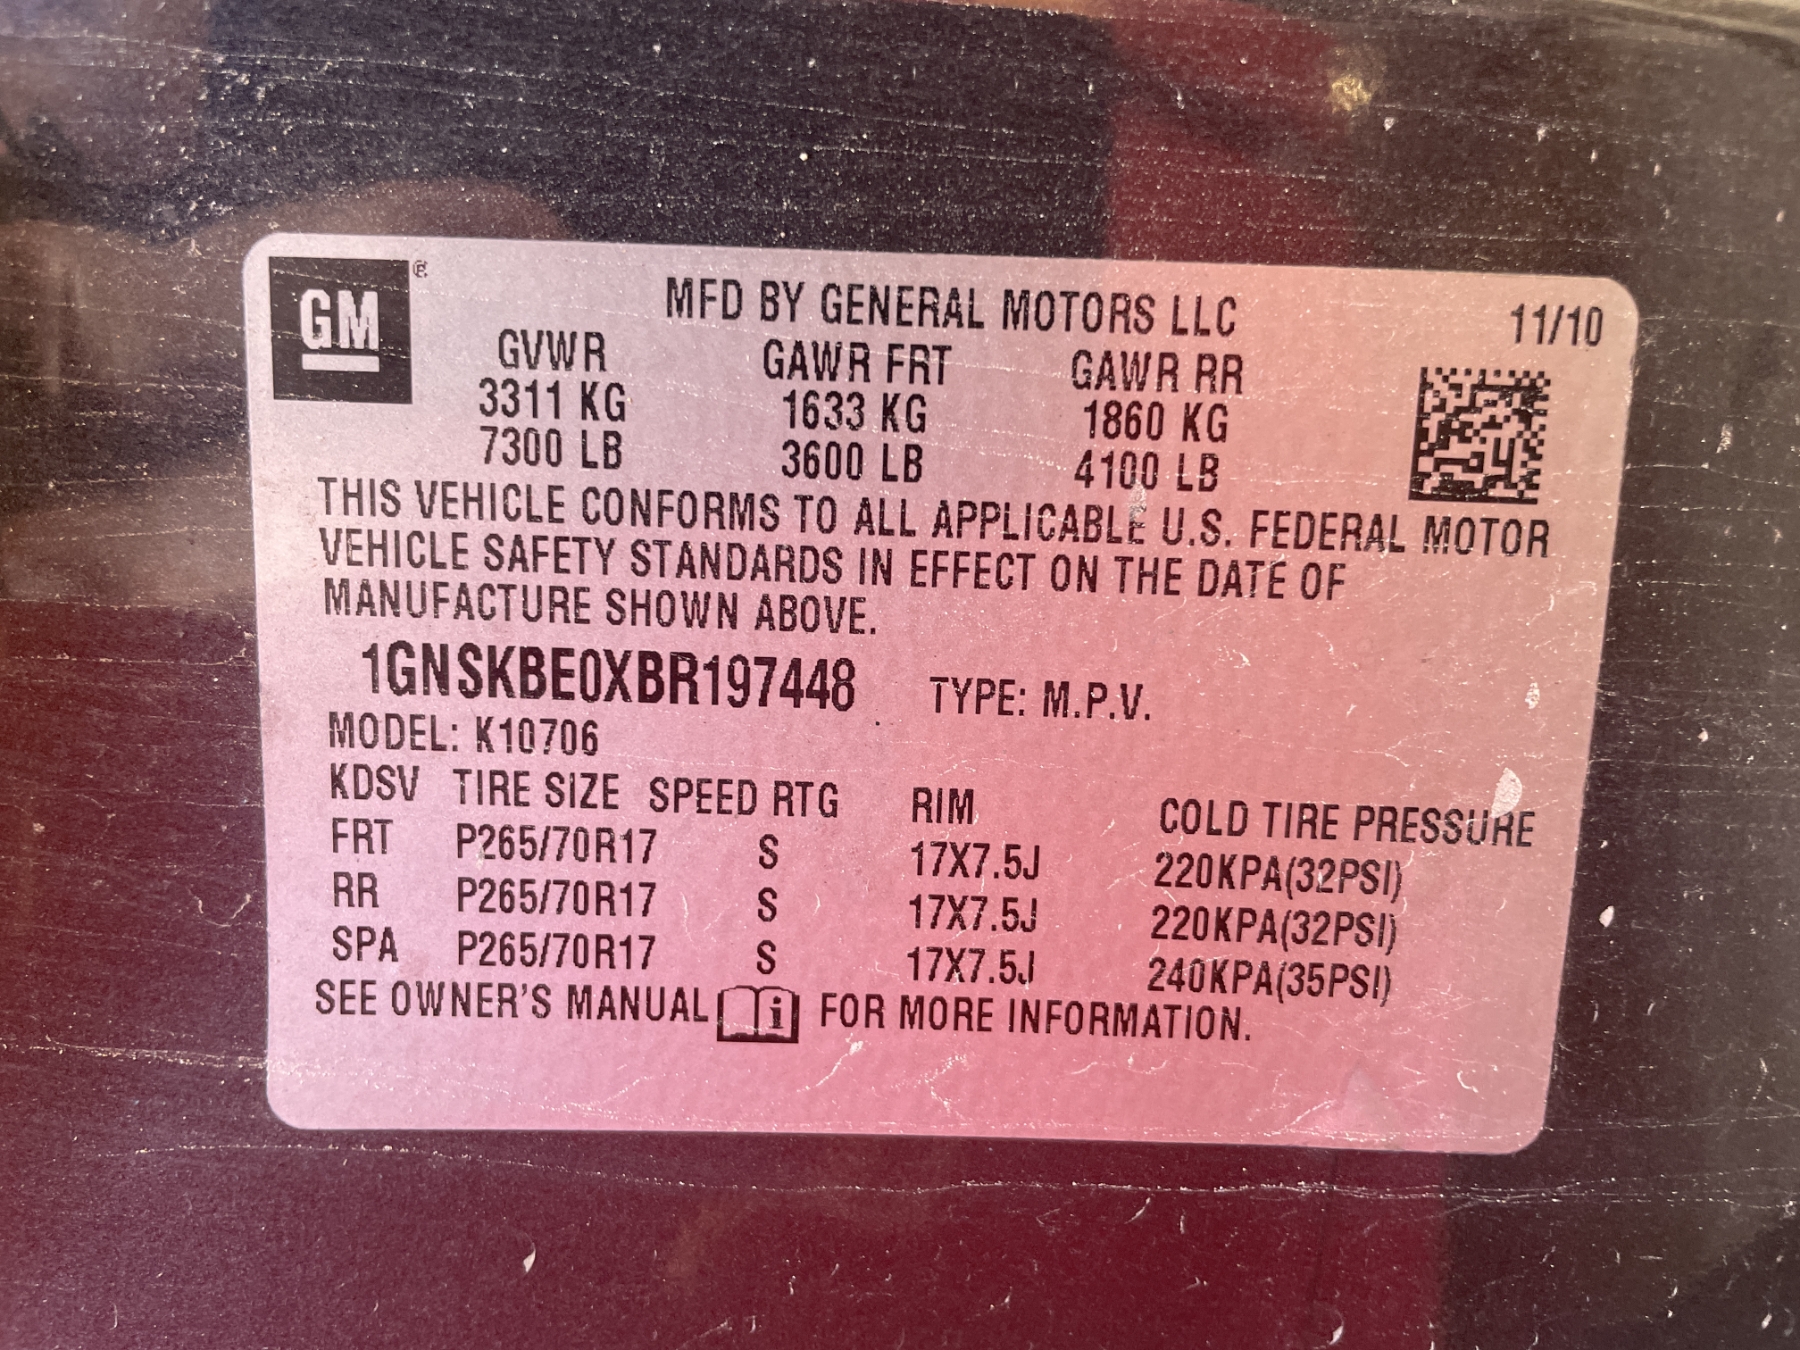 GM ®
MFD BY GENERAL MOTORS LLC 11/10
GVWR GAWR FRT GAWR RR
3311 KG 1633 KG 1860 KG
7300 LB 3600 LB 4100 LB
THIS VEHICLE CONFORMS TO ALL APPLICABLE U.S. FEDERAL MOTOR
VEHICLE SAFETY STANDARDS IN EFFECT ON THE DATE OF
MANUFACTURE SHOWN ABOVE.
1GNSKBE0XBR197448 TYPE: M.P.V.
MODEL: K10706
KDSV TIRE SIZE SPEED RTG RIM COLD TIRE PRESSURE
FRT P265/70R17 S 17X7.5J 220KPA(32PSI)
RR P265/70R17 S 17X7.5J 220KPA(32PSI)
SPA P265/70R17 S 17X7.5J 240KPA(35PSI)
SEE OWNER'S MANUAL i FOR MORE INFORMATION.